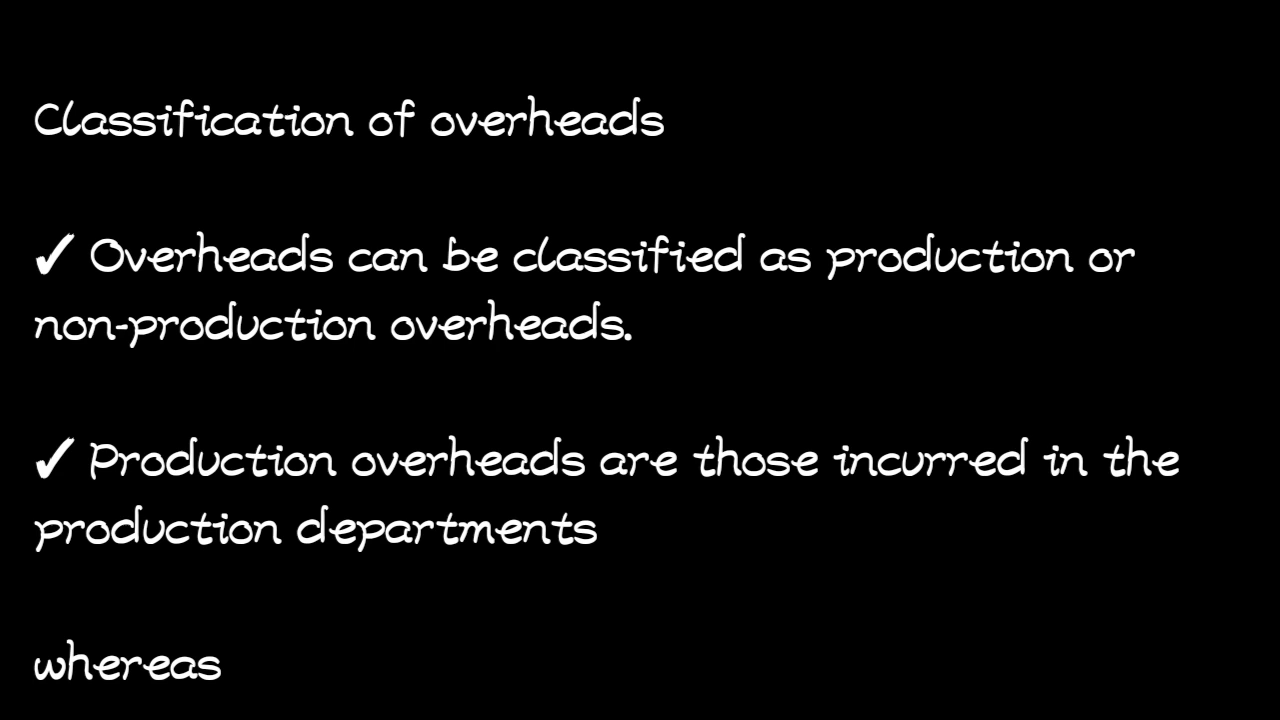 Classification of overheads
✓ Overheads can be classified as production or
non-production overheads.
✓ Production overheads are those incurred in the
production departments
whereas